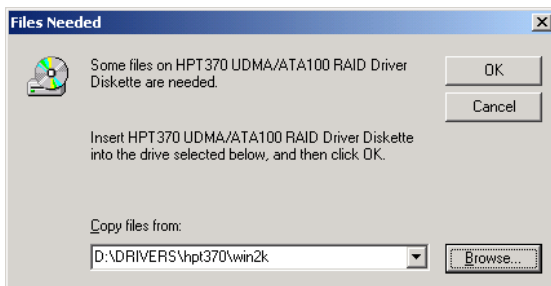 Files Needed
Some files on HPT370 UDMA/ATA100 RAID Driver
Diskette are needed.
OK
Cancel
Insert HPT370 UDMA/ATA100 RAID Driver Diskette
into the drive selected below, and then click OK.
Copy files from:
D:\DRIVERS\hpt370\win2k
Browse...